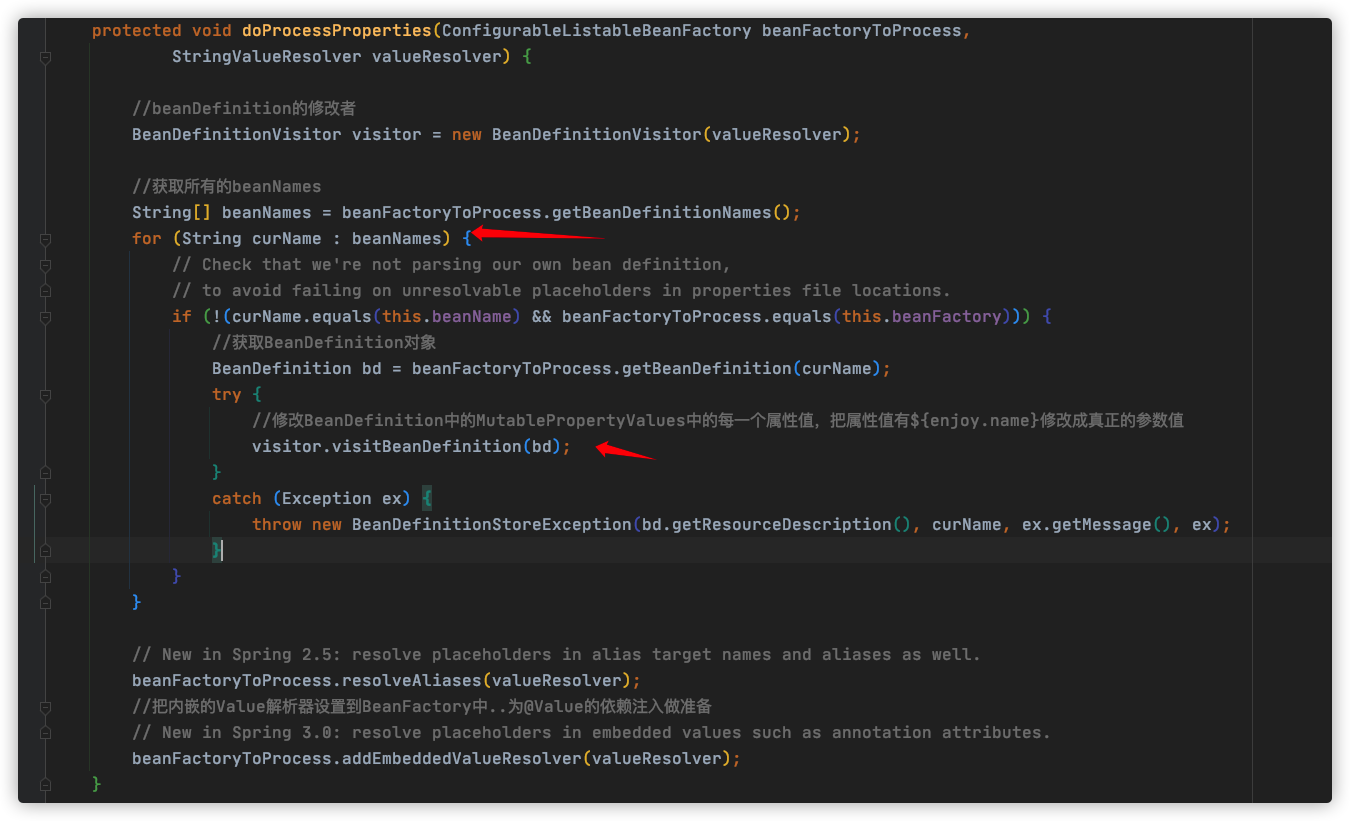 protected void doProcessProperties(ConfigurableListableBeanFactory beanFactoryToProcess,
StringValueResolver valueResolver) {
//beanDefinition的修改者
BeanDefinitionVisitor visitor = new BeanDefinitionVisitor(valueResolver);
//获取所有的beanNames
String[] beanNames = beanFactoryToProcess.getBeanDefinitionNames();
for (String curName : beanNames) {
// Check that we're not parsing our own bean definition,
// to avoid failing on unresolvable placeholders in properties file locations.
if (!(curName.equals(this.beanName) && beanFactoryToProcess.equals(this.beanFactory))) {
//获取BeanDefinition对象
BeanDefinition bd = beanFactoryToProcess.getBeanDefinition(curName);
try {
//修改BeanDefinition中的MutablePropertyValues中的每一个属性值，把属性值有${enjoy.name}修改成真正的参数值
visitor.visitBeanDefinition(bd);
}
catch (Exception ex) {
throw new BeanDefinitionStoreException(bd.getResourceDescription(), curName, ex.getMessage(), ex);
}
}
}
// New in Spring 2.5: resolve placeholders in alias target names and aliases as well.
beanFactoryToProcess.resolveAliases(valueResolver);
//把内嵌的Value解析器设置到BeanFactory中..为@Value的依赖注入做准备
// New in Spring 3.0: resolve placeholders in embedded values such as annotation attributes.
beanFactoryToProcess.addEmbeddedValueResolver(valueResolver);
}